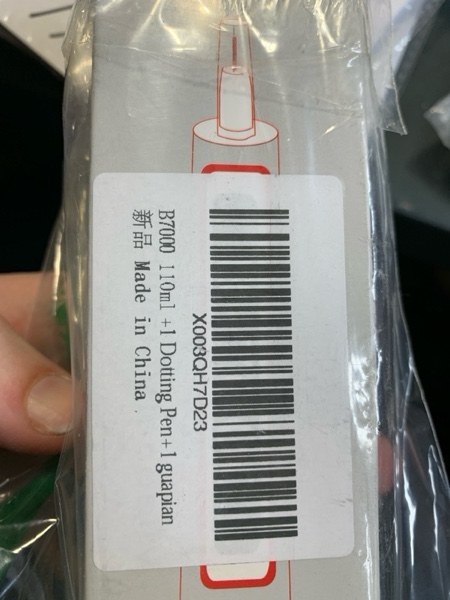 X003QH7D23
B7000 110ml +1 Dotting Pen+1 guapian
新品 Made in China